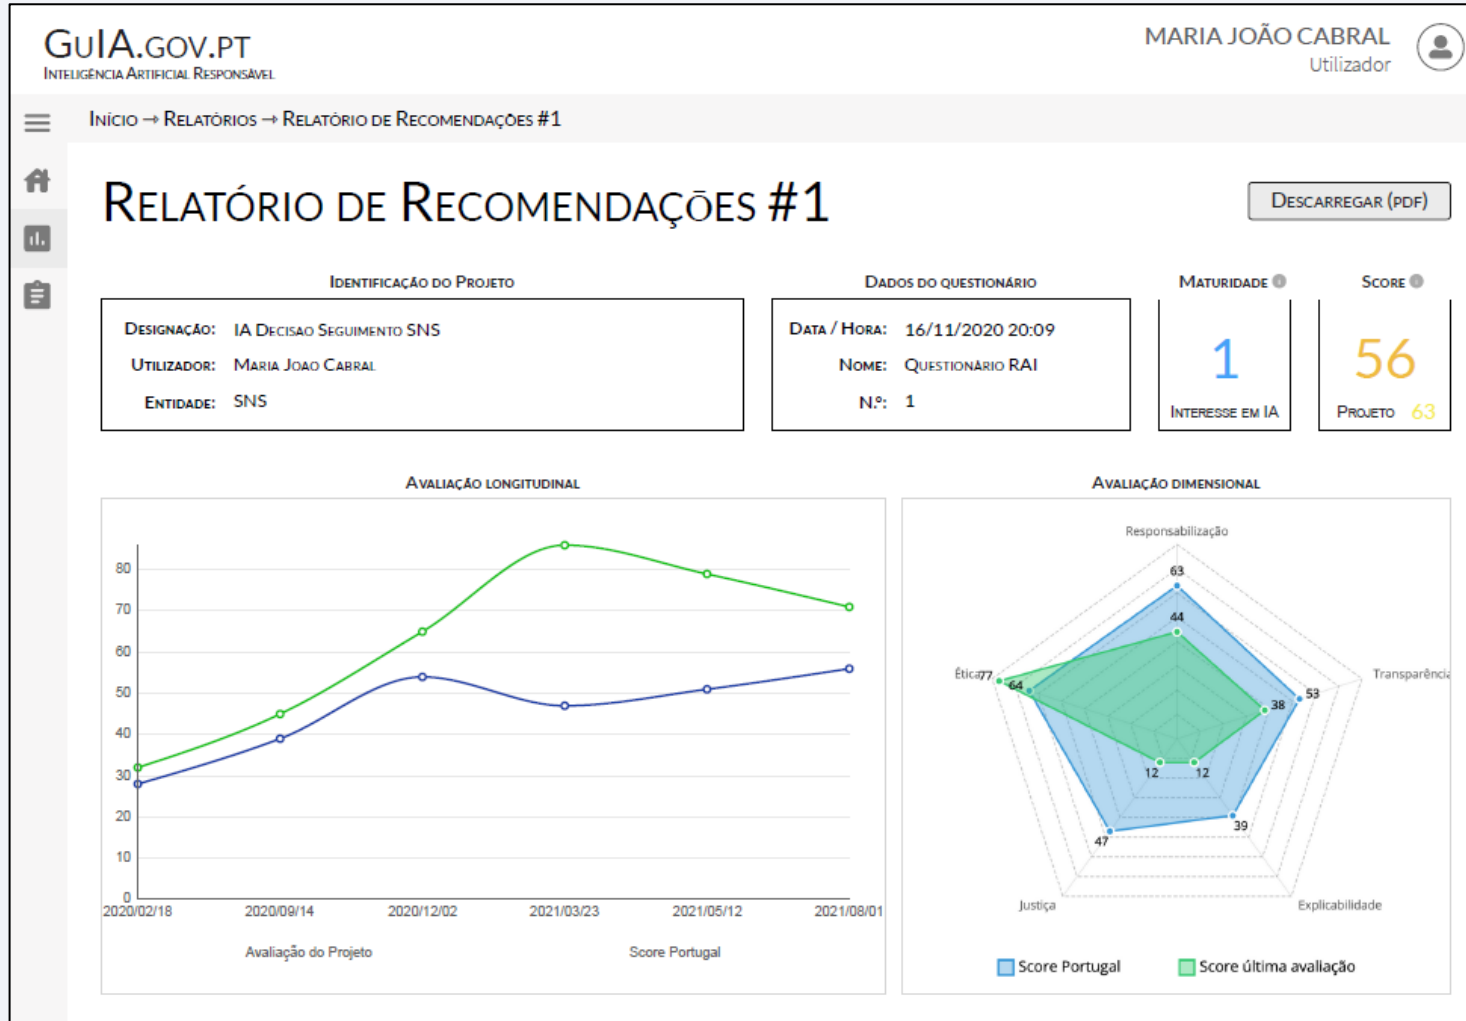 GuIA.gov.pt
Inteligência Artificial Responsável
MARIA JOÃO CABRAL
Utilizador
Início → Relatórios → Relatório de Recomendações #1
Relatório de Recomendações #1
Descarregar (pdf)
Identificação do Projeto
Designação: IA Decisao Seguimento SNS
Utilizador: Maria Joao Cabral
Entidade: SNS
Dados do questionário
Data / Hora: 16/11/2020 20:09
Nome: Questionário RAI
N.º: 1
Maturidade
1
Interesse em IA
Score
56
Projeto 63
Avaliação longitudinal
80
70
60
50
40
30
20
10
0
2020/02/18 2020/09/14 2020/12/02 2021/03/23 2021/05/12 2021/08/01
Avaliação do Projeto Score Portugal
Avaliação dimensional
Responsabilização
63
44
Ética 77 64
Transparência
53
38
12 12
39
47
Justiça
Explicabilidade
Score Portugal Score última avaliação